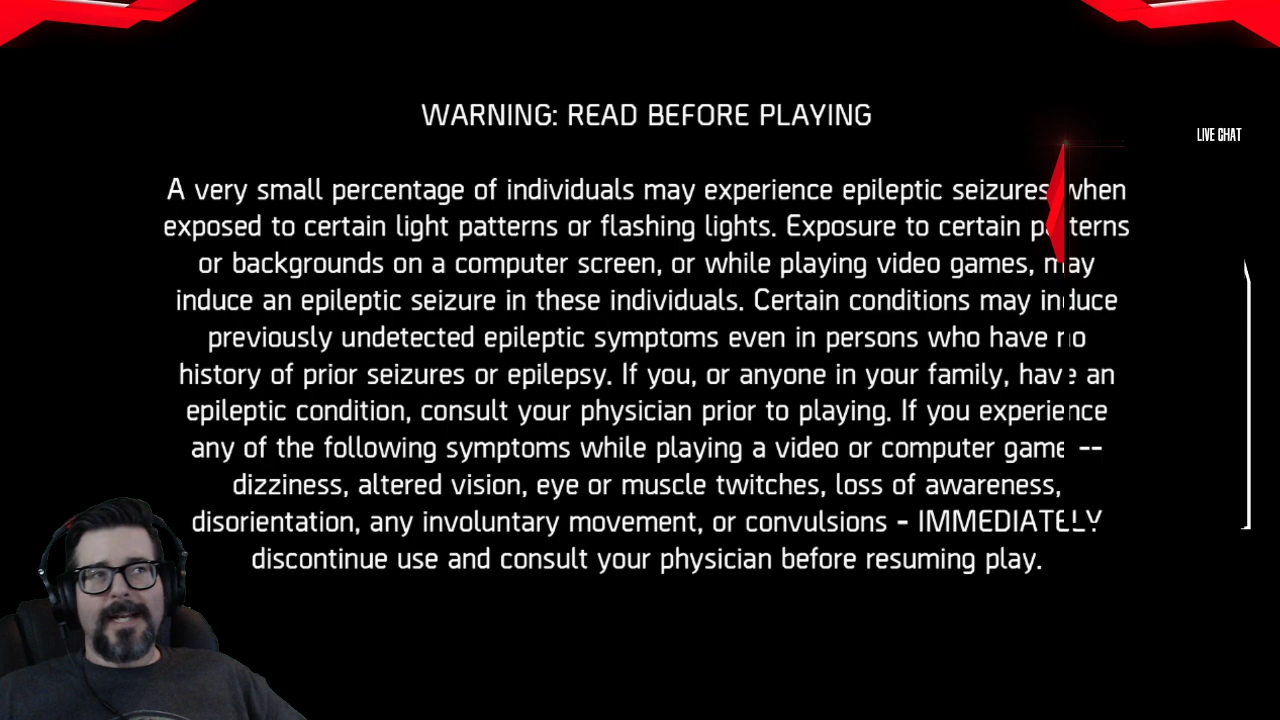 WARNING: READ BEFORE PLAYING
LIVE CHAT
A very small percentage of individuals may experience epileptic seizures when
exposed to certain light patterns or flashing lights. Exposure to certain patterns
or backgrounds on a computer screen, or while playing video games, may
induce an epileptic seizure in these individuals. Certain conditions may induce
previously undetected epileptic symptoms even in persons who have no
history of prior seizures or epilepsy. If you, or anyone in your family, have an
epileptic condition, consult your physician prior to playing. If you experience
any of the following symptoms while playing a video or computer game --
dizziness, altered vision, eye or muscle twitches, loss of awareness,
disorientation, any involuntary movement, or convulsions - IMMEDIATELY
discontinue use and consult your physician before resuming play.